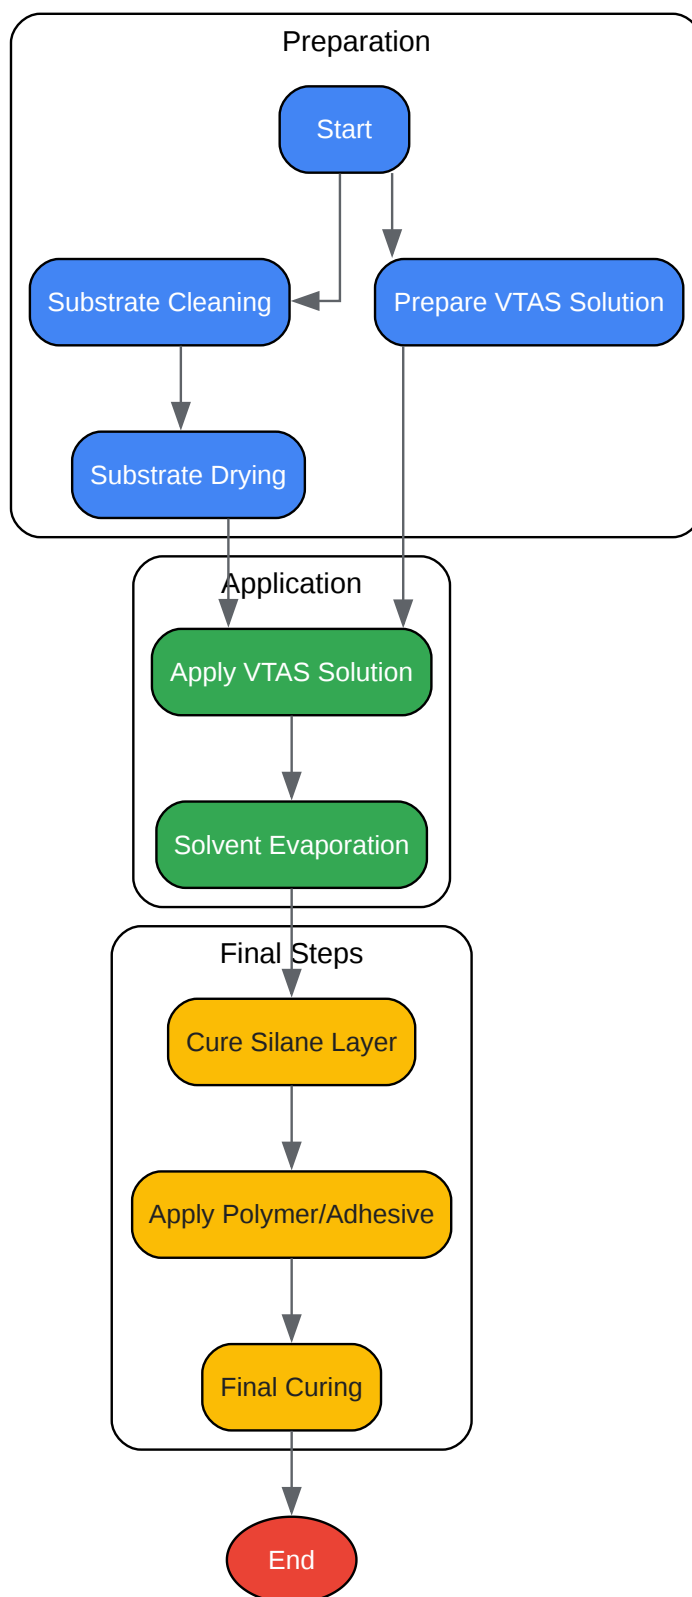 Preparation
Start
Substrate Cleaning
Prepare VTAS Solution
Substrate Drying
Application
Apply VTAS Solution
Solvent Evaporation
Final Steps
Cure Silane Layer
Apply Polymer/Adhesive
Final Curing
End